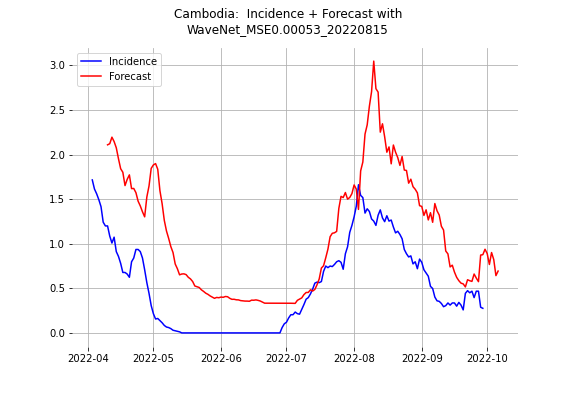 Cambodia:  Incidence + Forecast with
WaveNet_MSE0.00053_20220815
Incidence
Forecast
3.0
2.5
2.0
1.5
1.0
0.5
0.0
2022-04 2022-05 2022-06 2022-07 2022-08 2022-09 2022-10